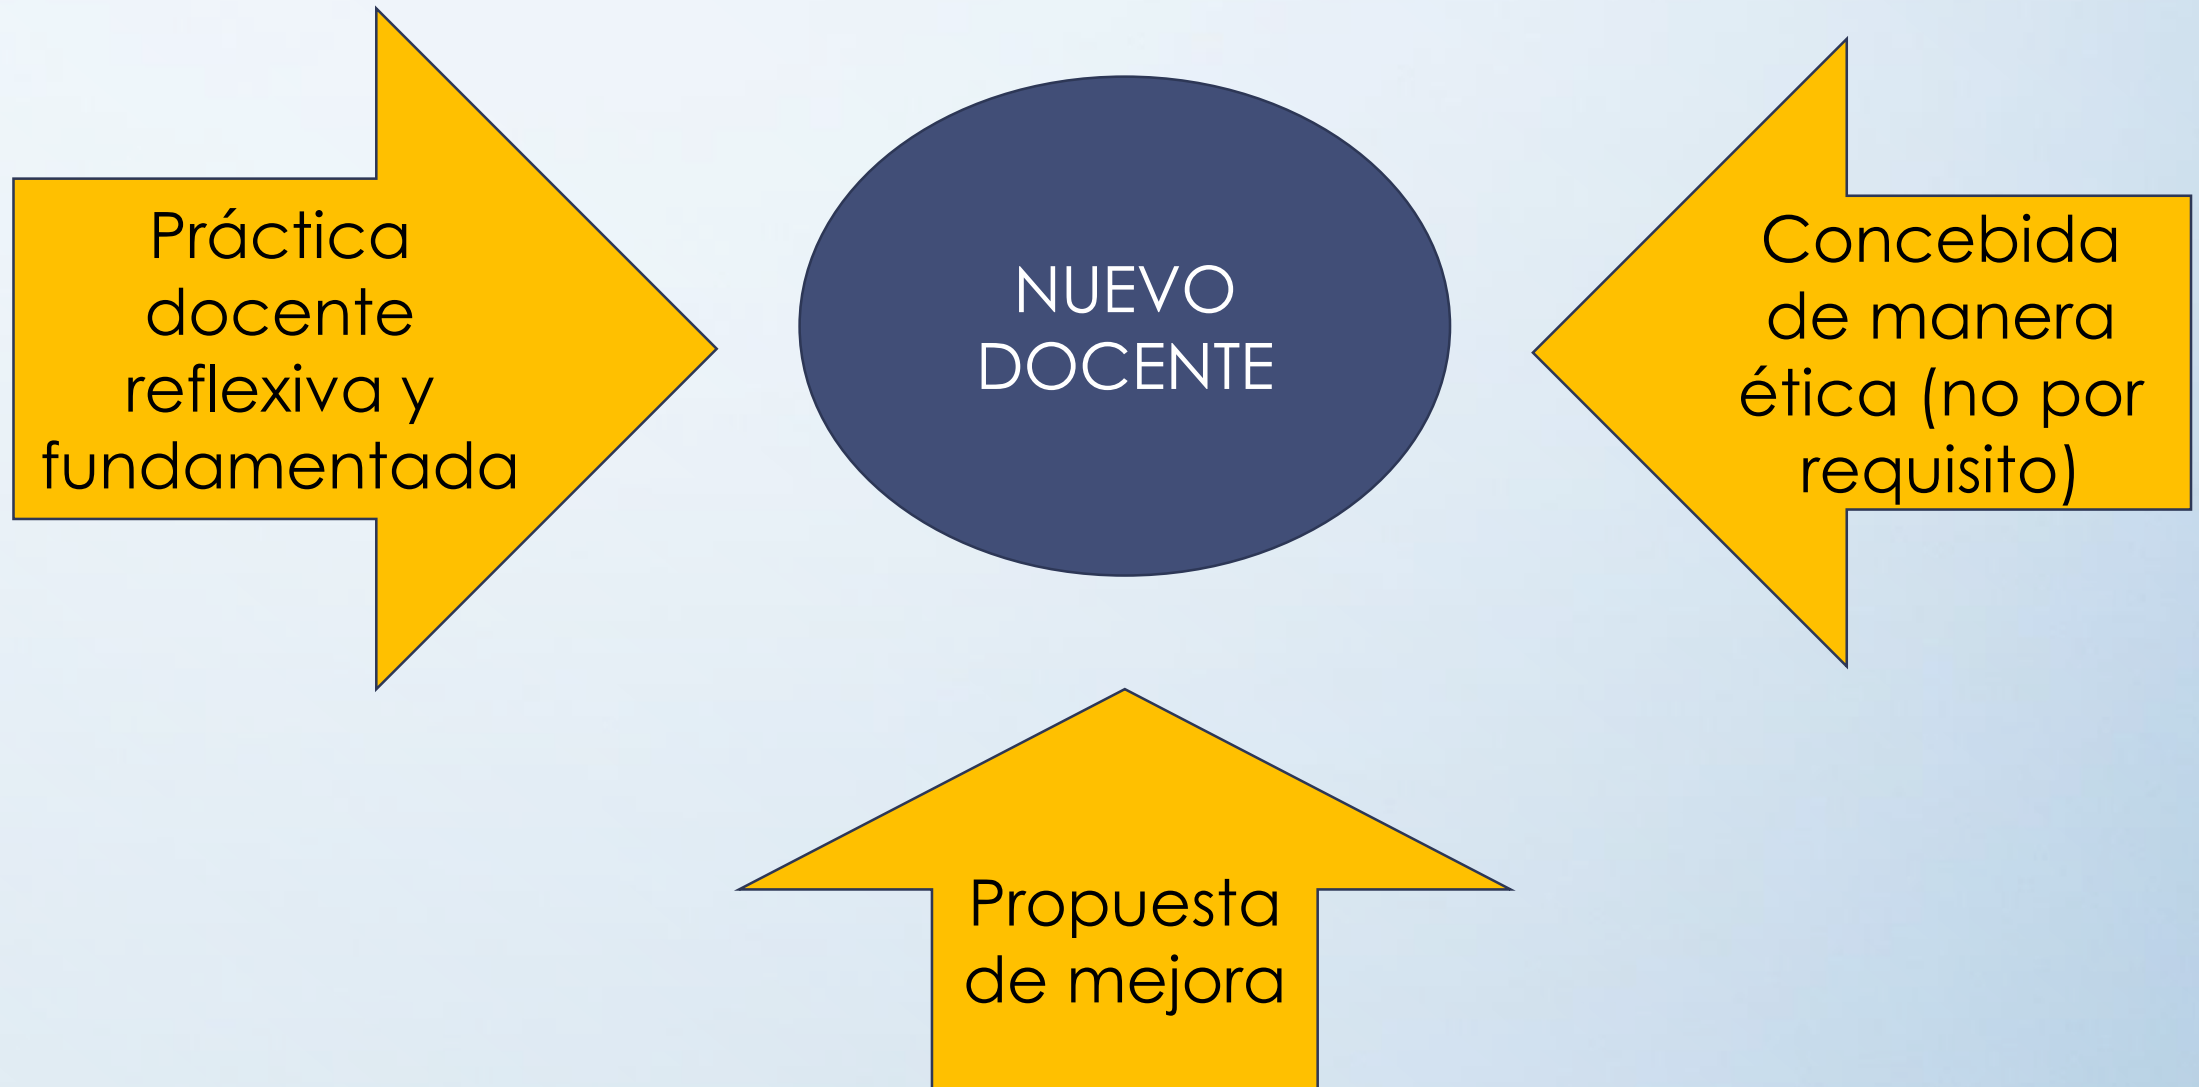 Práctica
docente
reflexiva y
fundamentada
NUEVO
DOCENTE
Concebida
de manera
ética (no por
requisito)
Propuesta
de mejora